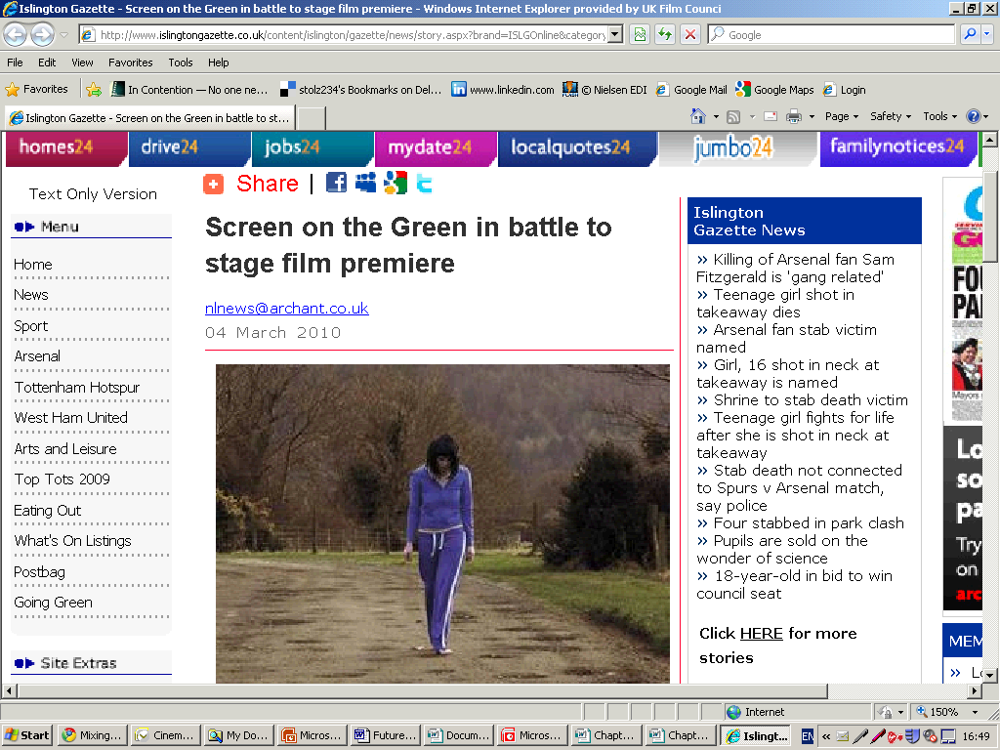 Islington Gazette - Screen on the Green in battle to stage film premiere - Windows Internet Explorer provided by UK Film Counci
http://www.islingtongazette.co.uk/content/islington/gazette/news/story.aspx?brand=ISLGOnline&category
Google
File Edit View Favorites Tools Help
Favorites In Contention — No one ne... stolz234's Bookmarks on Del... www.linkedin.com © Nielsen EDI Google Mail Google Maps Login
Islington Gazette - Screen on the Green in battle to st...
Page Safety Tools
homes24 drive24 jobs24 mydate24 localquotes24 jumbo24 familynotices24
Text Only Version
Menu
Home
News
Sport
Arsenal
Tottenham Hotspur
West Ham United
Arts and Leisure
Top Tots 2009
Eating Out
What's On Listings
Postbag
Going Green
Site Extras
Share |
Screen on the Green in battle to
stage film premiere
nlnews@archant.co.uk
04 March 2010
Islington
Gazette News
» Killing of Arsenal fan Sam
Fitzgerald is 'gang related'
» Teenage girl shot in
takeaway dies
» Arsenal fan stab victim
named
» Girl, 16 shot in neck at
takeaway is named
» Shrine to stab death victim
» Teenage girl fights for life
after she is shot in neck at
takeaway
» Stab death not connected
to Spurs v Arsenal match,
say police
» Four stabbed in park clash
» Pupils are sold on the
wonder of science
» 18-year-old in bid to win
council seat
Click HERE for more
stories
Lo
so
pa
Try
on
arc
MEM
» Lo
Internet 150%
Start Mixing... Cinem... My Do... Micros... Future... Docum... Micros... Chapt... Chapt... Islingt... EN « 16:49